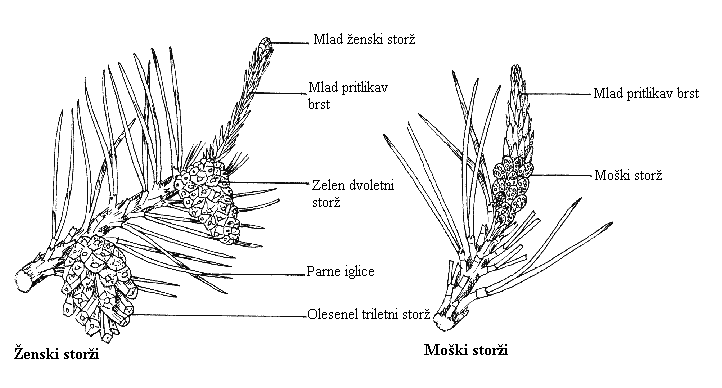 Mlad ženski storž
Mlad pritlikav
brst
Zelen dvoletni
storž
Parne iglice
Olesenel triletni storž
Ženski storži
Mlad pritlikav brst
Moški storž
Moški storži